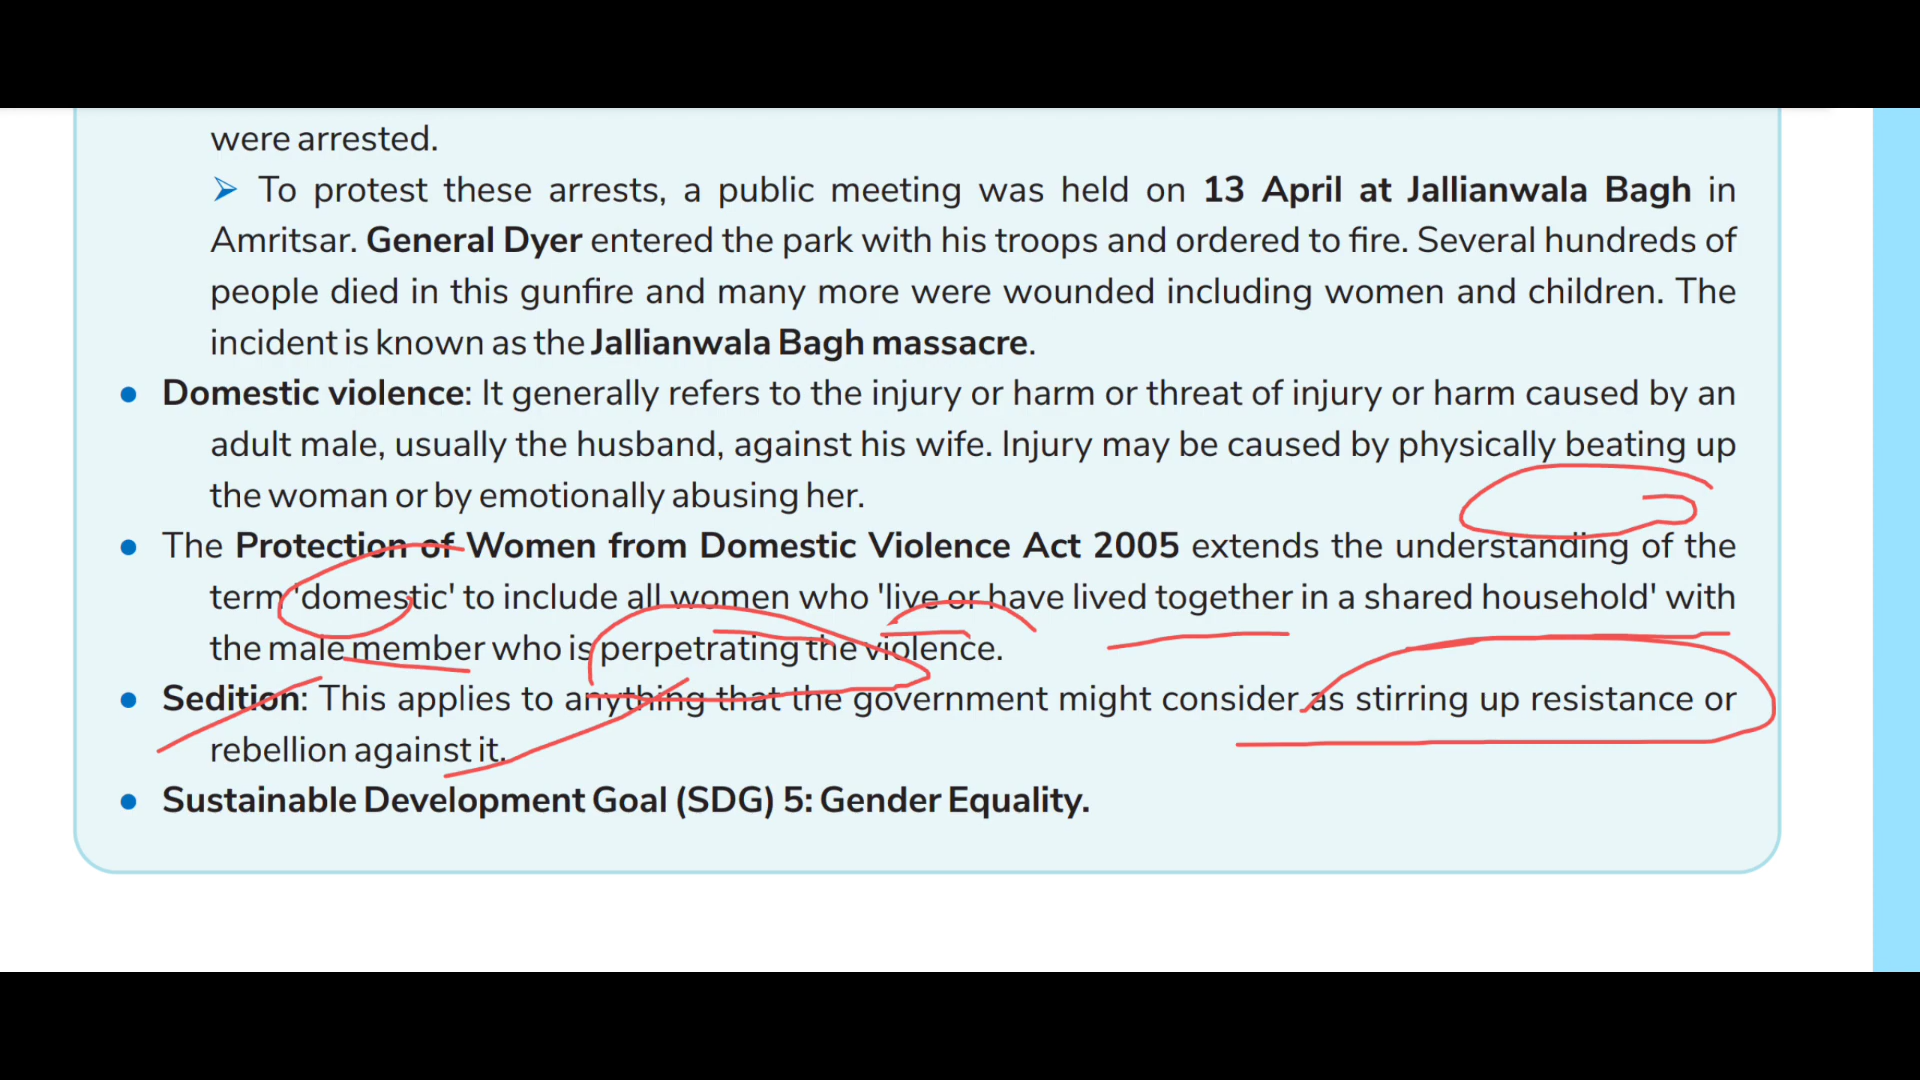 were arrested.
➢ To protest these arrests, a public meeting was held on 13 April at Jallianwala Bagh in
Amritsar. General Dyer entered the park with his troops and ordered to fire. Several hundreds of
people died in this gunfire and many more were wounded including women and children. The
incident is known as the Jallianwala Bagh massacre.
● Domestic violence: It generally refers to the injury or harm or threat of injury or harm caused by an
adult male, usually the husband, against his wife. Injury may be caused by physically beating up
the woman or by emotionally abusing her.
● The Protection of Women from Domestic Violence Act 2005 extends the understanding of the
term 'domestic' to include all women who 'live or have lived together in a shared household' with
the male member who is perpetrating the violence.
● Sedition: This applies to anything that the government might consider as stirring up resistance or
rebellion against it.
● Sustainable Development Goal (SDG) 5: Gender Equality.